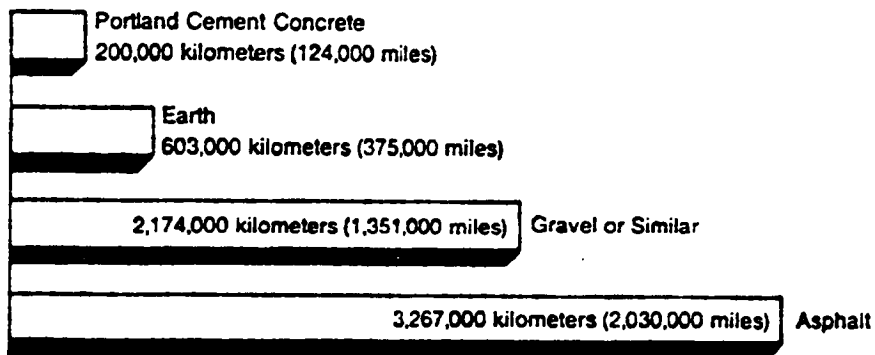 Portland Cement Concrete
200,000 kilometers (124,000 miles)
Earth
603,000 kilometers (375,000 miles)
2,174,000 kilometers (1,351,000 miles) Gravel or Similar
3,267,000 kilometers (2,030,000 miles) Asphalt